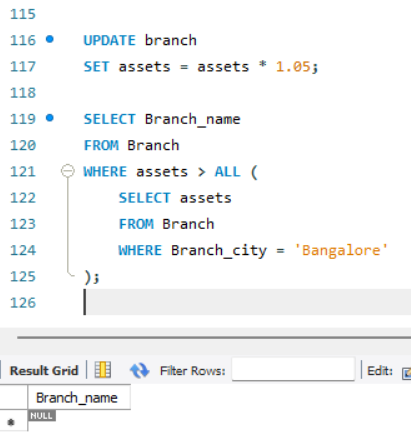 115
116 UPDATE branch
117 SET assets = assets * 1.05;
118
119 SELECT Branch_name
120 FROM Branch
121 WHERE assets > ALL (
122 SELECT assets
123 FROM Branch
124 WHERE Branch_city = 'Bangalore'
125 );
126
Result Grid Filter Rows: Edit:
Branch_name
* NULL